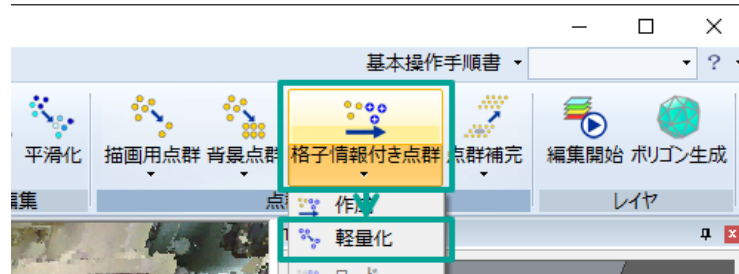 基本操作手順書
?
平滑化
描画用点群
背景点群
格子情報付き点群
点群補完
編集開始
ポリゴン生成
集
点
レイヤ
作成
軽量化